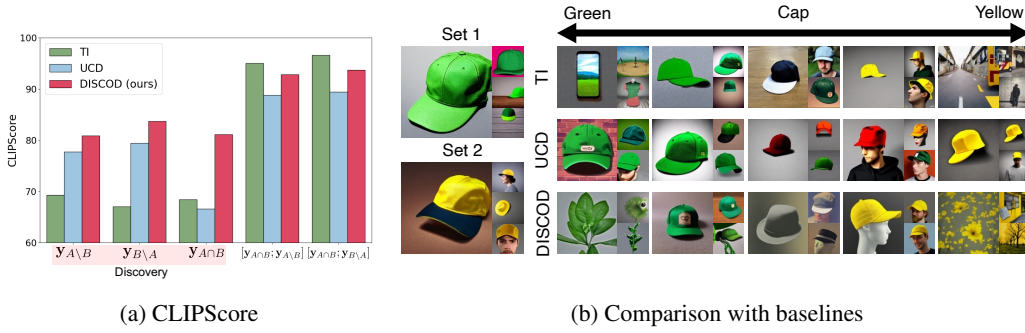 100
90
80
70
60
CLIPScore
TI
UCD
DISCOD (ours)
y_{A\B}
y_{B\A}
y_{A∩B}
[y_{A∩B}; y_{A\B}]
[y_{A∩B}; y_{B\A}]
Discovery
(a) CLIPScore
Set 1
Set 2
Green
Cap
Yellow
TI
UCD
DISCOD
(b) Comparison with baselines